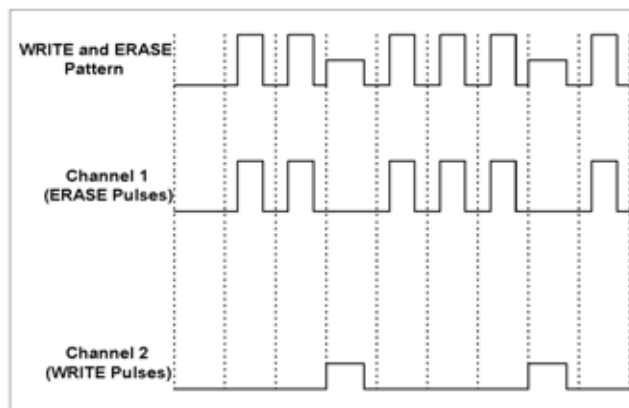 WRITE and ERASE
Pattern
Channel 1
(ERASE Pulses)
Channel 2
(WRITE Pulses)